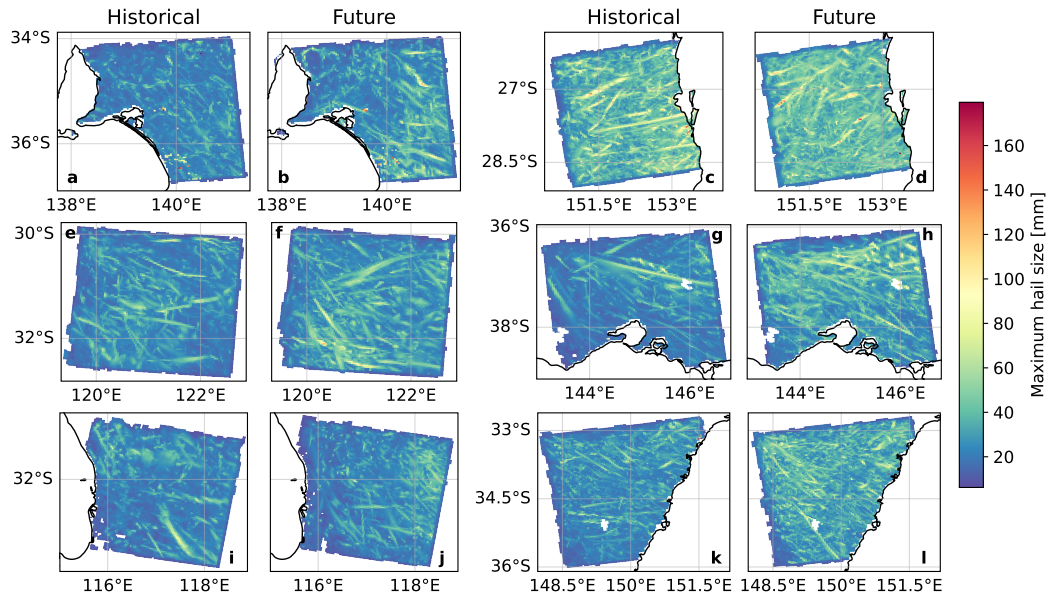 Historical Future Historical Future
34°S
36°S
a b
138°E 140°E 138°E 140°E
27°S
28.5°S
c d
151.5°E 153°E 151.5°E 153°E
e f
30°S
32°S
120°E 122°E 120°E 122°E
g h
36°S
38°S
144°E 146°E 144°E 146°E
32°S
i j
116°E 118°E 116°E 118°E
33°S
34.5°S
36°S
k l
148.5°E 150°E 151.5°E 148.5°E 150°E 151.5°E
160
140
120
100
80
60
40
20
Maximum hail size [mm]